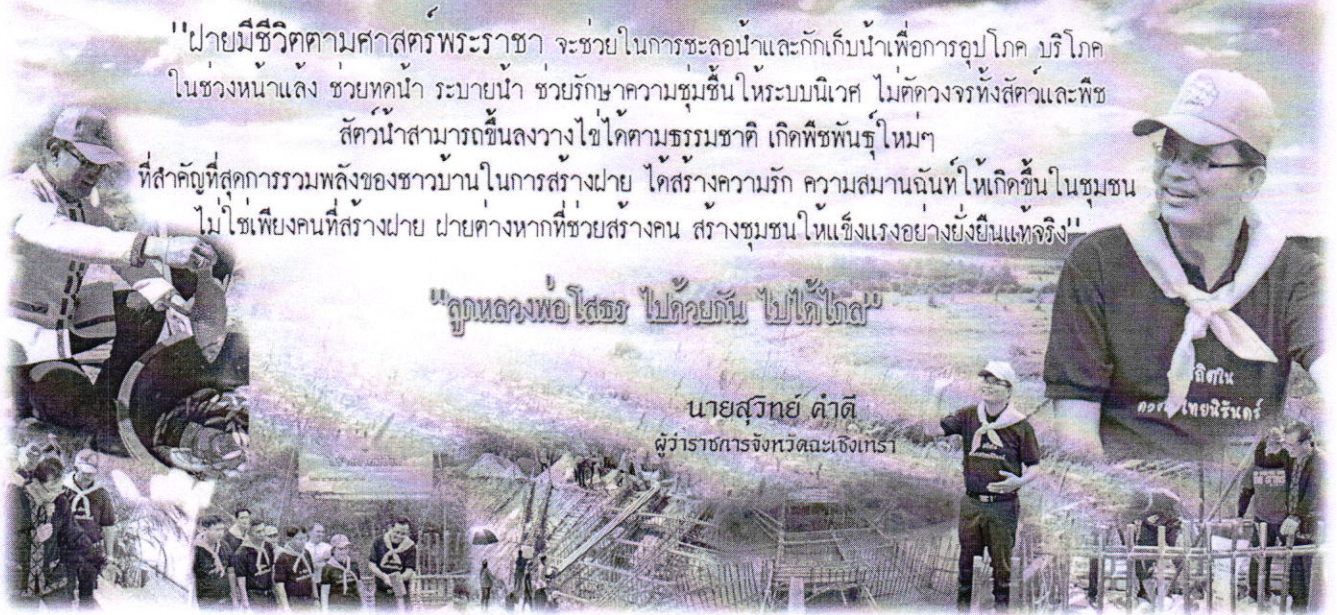 "ฝายมีชีวิตตามศาสตร์พระราชา จะช่วยในการชะลอน้ำและกักเก็บน้ำเพื่อการอุปโภค บริโภค
ในช่วงหน้าแล้ง ช่วยทดน้ำ ระบายน้ำ ช่วยรักษาความชุ่มชื้นให้ระบบนิเวศ ไม่ตัดวงจรทั้งสัตว์และพืช
สัตว์น้ำสามารถขึ้นลงวางไข่ได้ตามธรรมชาติ เกิดพืชพันธุ์ใหม่ๆ
ที่สำคัญที่สุดการรวมพลังของชาวบ้านในการสร้างฝาย ได้สร้างความรัก ความสมานฉันท์ให้เกิดขึ้นในชุมชน
ไม่ใช่เพียงคนที่สร้างฝาย ฝายต่างหากที่ช่วยสร้างคน สร้างชุมชนให้แข็งแรงอย่างยั่งยืนแท้จริง"
"ลูกหลวงพ่อโสธร ไปด้วยกัน ไปได้ไกล"
นายสุวิทย์ คำดี
ผู้ว่าราชการจังหวัดฉะเชิงเทรา